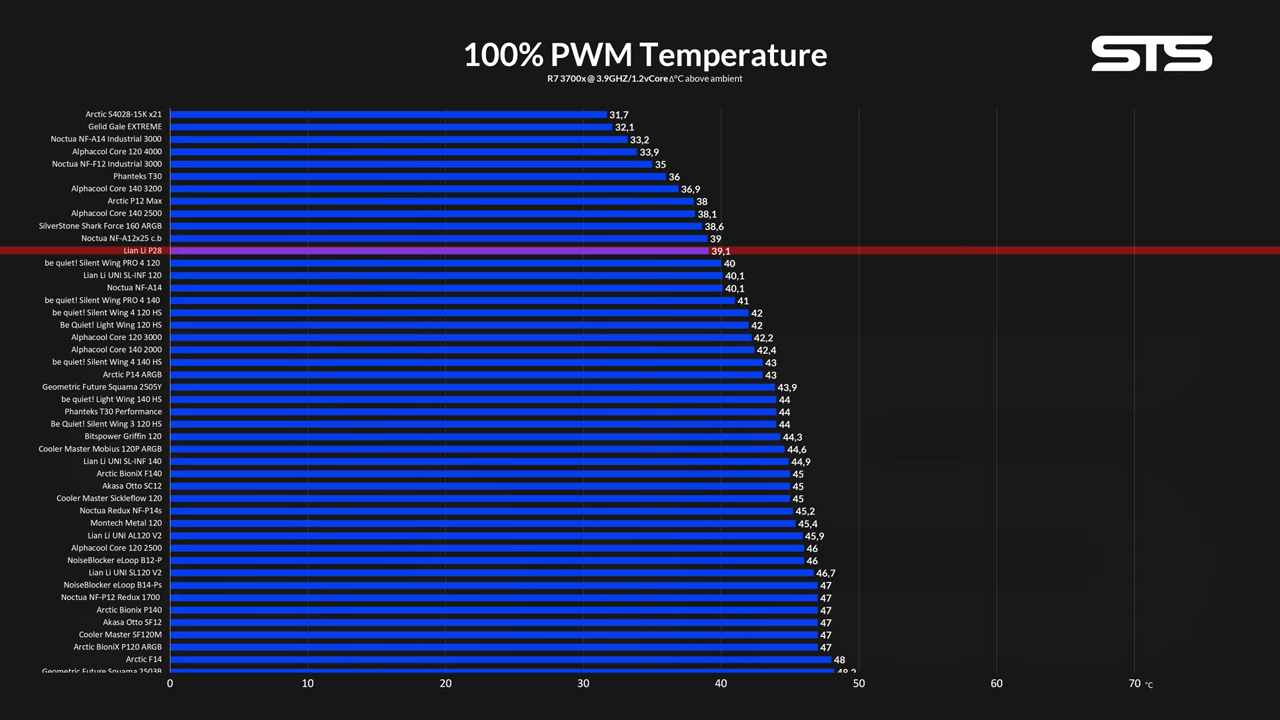 100% PWM Temperature
STS
R7 3700x @ 3.9GHZ/1.2vCore Δ°C above ambient
Arctic S4028-15K x21 31,7
Gelid Gale EXTREME 32,1
Noctua NF-A14 Industrial 3000 33,2
Alphaccol Core 120 4000 33,9
Noctua NF-F12 Industrial 3000 35
Phanteks T30 36
Alphacool Core 140 3200 36,9
Arctic P12 Max 38
Alphacool Core 140 2500 38,1
SilverStone Shark Force 160 ARGB 38,6
Noctua NF-A12x25 c.b 39
Lian Li P28 39,1
be quiet! Silent Wing PRO 4 120 40
Lian Li UNI SL-INF 120 40,1
Noctua NF-A14 40,1
be quiet! Silent Wing PRO 4 140 41
be quiet! Silent Wing 4 120 HS 42
Be Quiet! Light Wing 120 HS 42
Alphacool Core 120 3000 42,2
Alphacool Core 140 2000 42,4
be quiet! Silent Wing 4 140 HS 43
Arctic P14 ARGB 43
Geometric Future Squama 2505Y 43,9
be quiet! Light Wing 140 HS 44
Phanteks T30 Performance 44
Be Quiet! Silent Wing 3 120 HS 44
Bitspower Griffin 120 44,3
Cooler Master Mobius 120P ARGB 44,6
Lian Li UNI SL-INF 140 44,9
Arctic BioniX F140 45
Akasa Otto SC12 45
Cooler Master Sickleflow 120 45
Noctua Redux NF-P14s 45,2
Montech Metal 120 45,4
Lian Li UNI AL120 V2 45,9
Alphacool Core 120 2500 46
NoiseBlocker eLoop B12-P 46
Lian Li UNI SL120 V2 46,7
NoiseBlocker eLoop B14-Ps 47
Noctua NF-P12 Redux 1700 47
Arctic Bionix P140 47
Akasa Otto SF12 47
Cooler Master SF120M 47
Arctic BioniX P120 ARGB 47
Arctic F14 48
Geometric Future Squama 2503B 48,2
0 10 20 30 40 50 60 70 °C